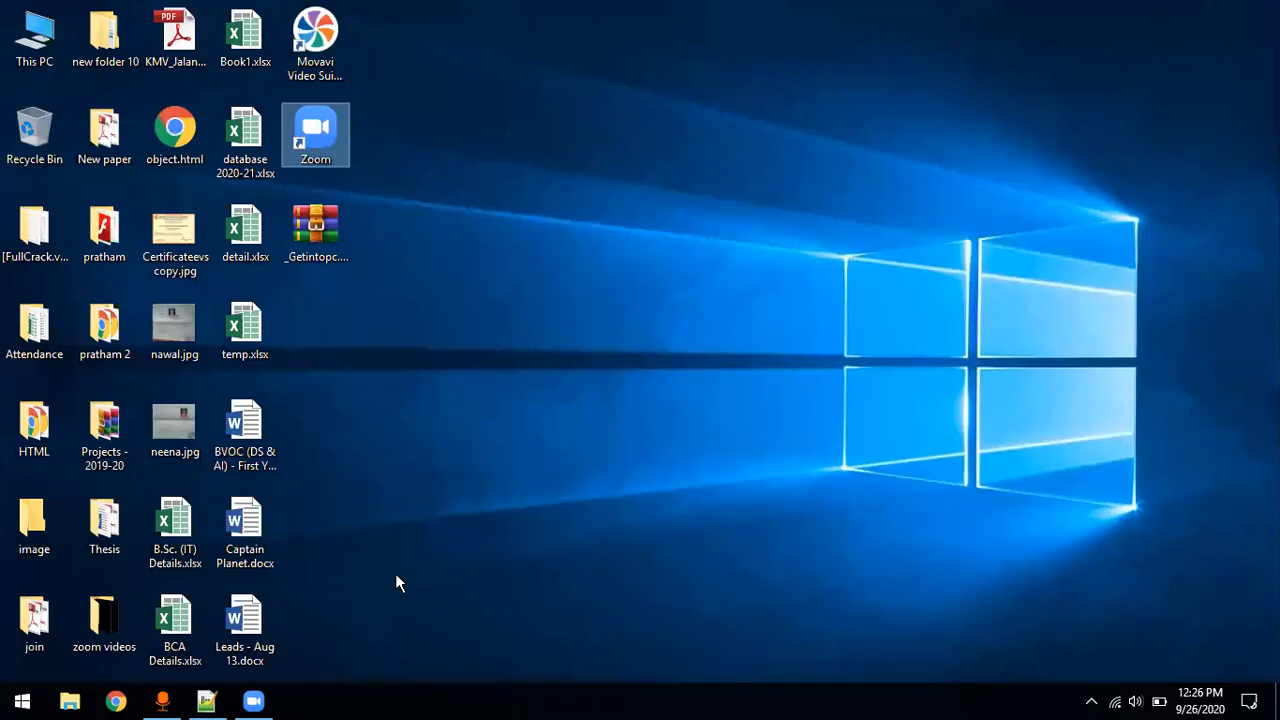 This PC
new folder 10
PDF
KMV_Jalan...
Book1.xlsx
Movavi
Video Sui...
Recycle Bin
New paper
object.html
database
2020-21.xlsx
Zoom
[FullCrack.v...
pratham
Certificateevs
copy.jpg
detail.xlsx
_Getintopc....
Attendance
pratham 2
nawal.jpg
temp.xlsx
HTML
Projects -
2019-20
neena.jpg
BVOC (DS &
AI) - First Y...
image
Thesis
B.Sc. (IT)
Details.xlsx
Captain
Planet.docx
join
zoom videos
BCA
Details.xlsx
Leads - Aug
13.docx
12:26 PM
9/26/2020